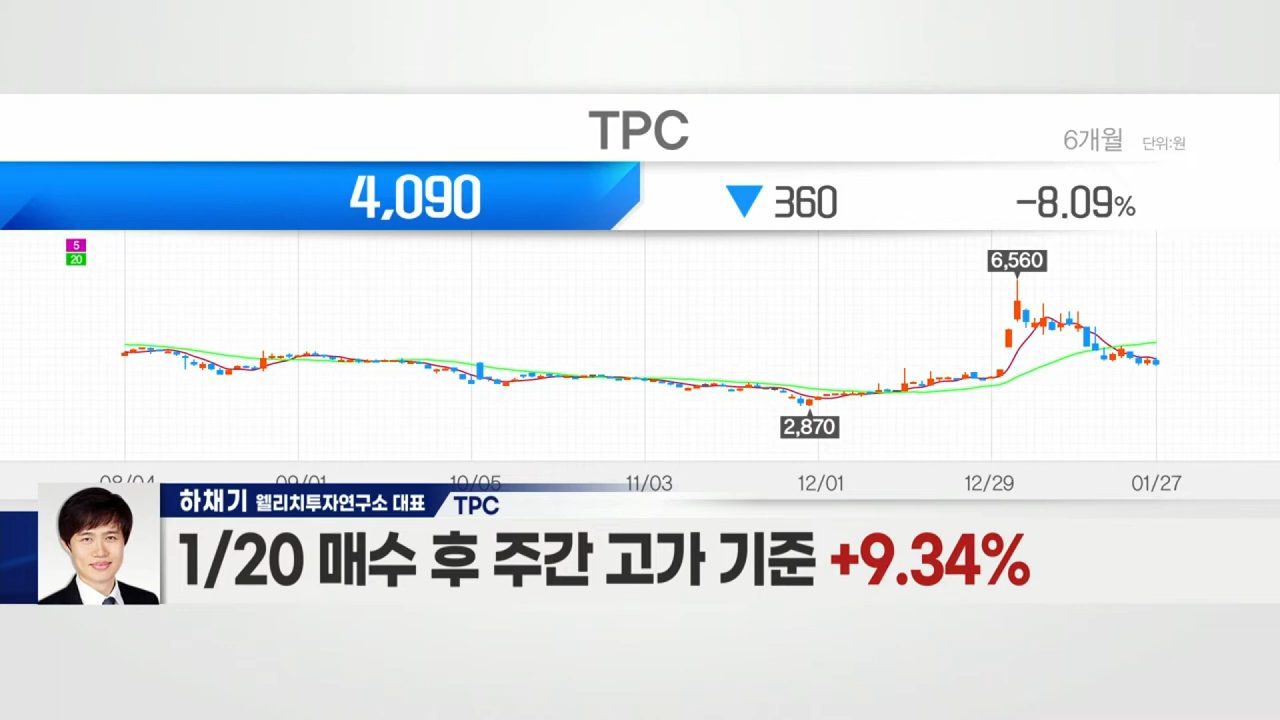 TPC
6개월 단위:원
4,090 ▼ 360 -8.09%
5
20
6,560
2,870
08/04 09/01 10/05 11/03 12/01 12/29 01/27
하채기 웰리치투자연구소 대표 TPC
1/20 매수 후 주간 고가 기준 +9.34%